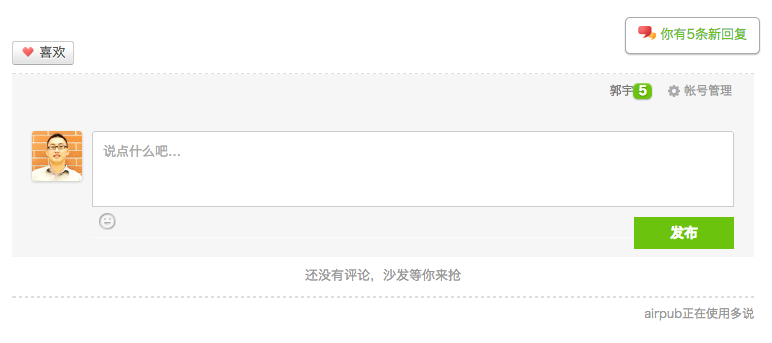 你有5条新回复
喜欢
郭宇5 帐号管理
说点什么吧...
发布
还没有评论，沙发等你来抢
airpub正在使用多说